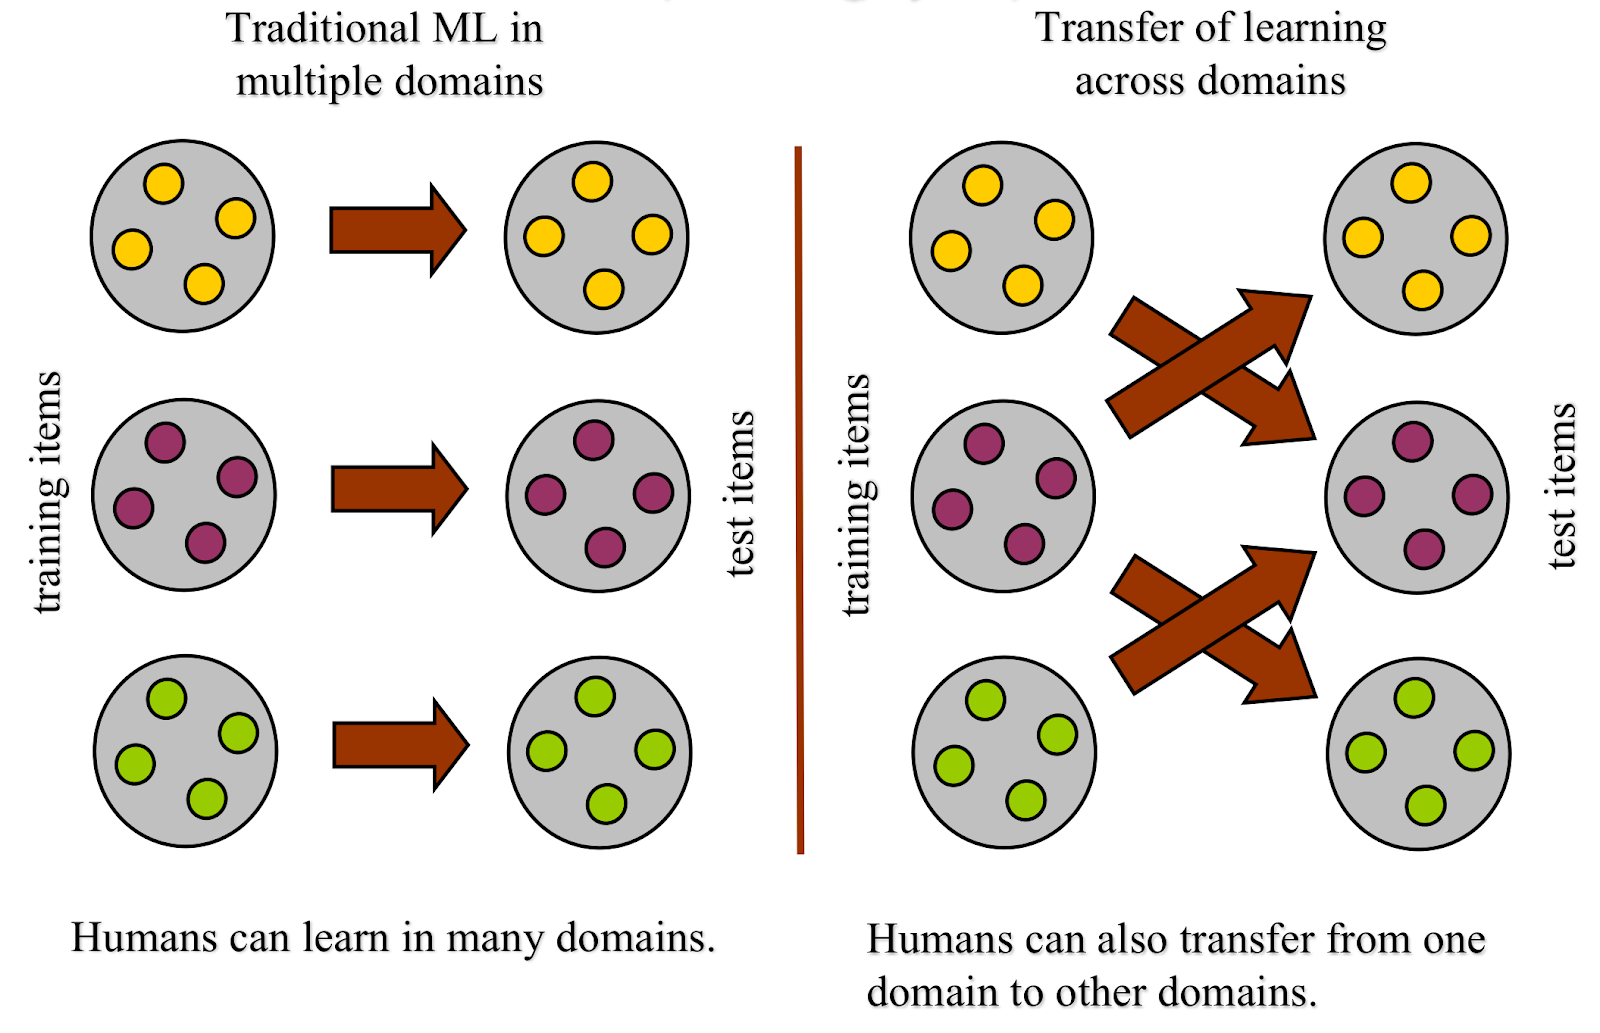 Traditional ML in
multiple domains
Transfer of learning
across domains
training items
test items
training items
test items
Humans can learn in many domains.
Humans can also transfer from one
domain to other domains.